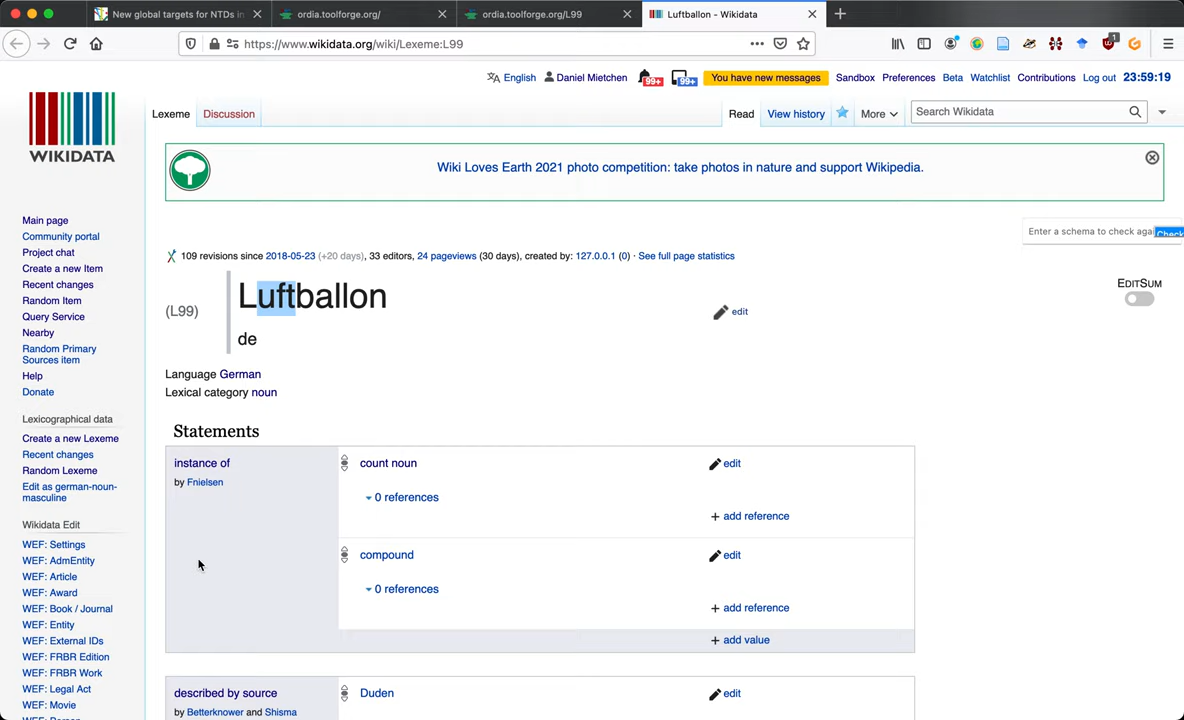 New global targets for NTDs in
ordia.toolforge.org/
ordia.toolforge.org/L99
Luftballon - Wikidata
https://www.wikidata.org/wiki/Lexeme:L99
1
English
Daniel Mietchen
99+
99+
You have new messages
Sandbox
Preferences
Beta
Watchlist
Contributions
Log out
23:59:19
WIKIDATA
Lexeme
Discussion
Read
View history
More
Search Wikidata
Wiki Loves Earth 2021 photo competition: take photos in nature and support Wikipedia.
Enter a schema to check agai
Check
109 revisions since 2018-05-23 (+20 days), 33 editors, 24 pageviews (30 days), created by: 127.0.0.1 (0) · See full page statistics
(L99)
Luftballon
de
edit
EDITSUM
Language German
Lexical category noun
Statements
instance of
by Fnielsen
count noun
edit
0 references
+ add reference
compound
edit
0 references
+ add reference
+ add value
described by source
by Betterknower and Shisma
Duden
edit
Main page
Community portal
Project chat
Create a new Item
Recent changes
Random Item
Query Service
Nearby
Random Primary
Sources item
Help
Donate
Lexicographical data
Create a new Lexeme
Recent changes
Random Lexeme
Edit as german-noun-
masculine
Wikidata Edit
WEF: Settings
WEF: AdmEntity
WEF: Article
WEF: Award
WEF: Book / Journal
WEF: Entity
WEF: External IDs
WEF: FRBR Edition
WEF: FRBR Work
WEF: Legal Act
WEF: Movie